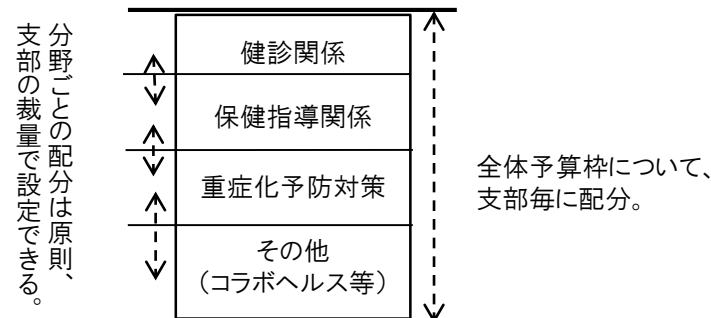 分野ごとの配分は原則、
支部の裁量で設定できる。
健診関係
保健指導関係
重症化予防対策
その他
（コラボヘルス等）
全体予算枠について、
支部毎に配分。